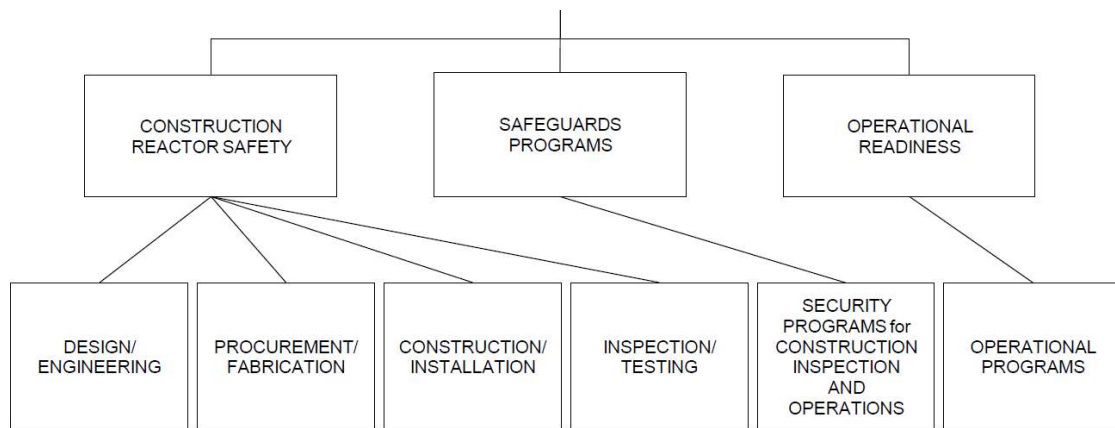 CONSTRUCTION
REACTOR SAFETY
SAFEGUARDS
PROGRAMS
OPERATIONAL
READINESS
DESIGN/
ENGINEERING
PROCUREMENT/
FABRICATION
CONSTRUCTION/
INSTALLATION
INSPECTION/
TESTING
SECURITY
PROGRAMS for
CONSTRUCTION
INSPECTION
AND
OPERATIONS
OPERATIONAL
PROGRAMS